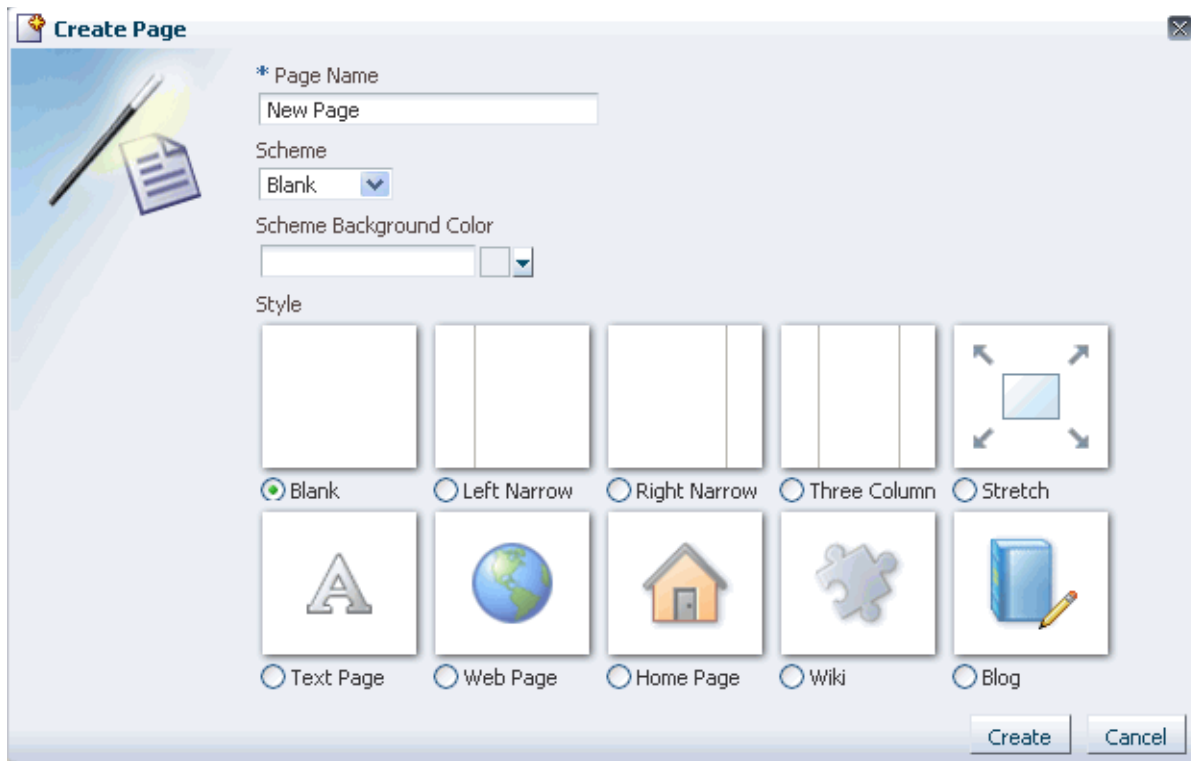 Create Page
* Page Name
New Page
Scheme
Blank
Scheme Background Color
Style
Blank Left Narrow Right Narrow Three Column Stretch
A
Text Page Web Page Home Page Wiki Blog
Create Cancel